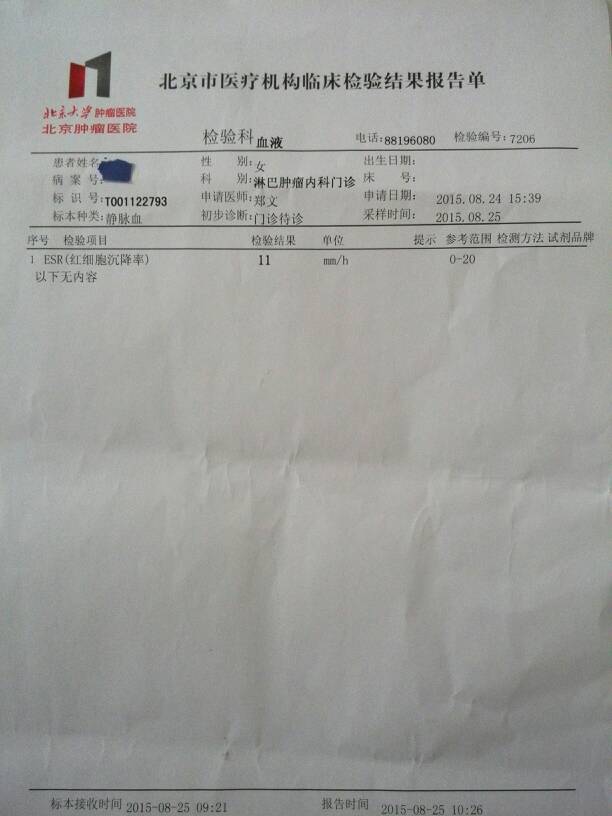 北京大学肿瘤医院
北京肿瘤医院
北京市医疗机构临床检验结果报告单
检验科 血液 电话:88196080 检验编号:7206
患者姓名: 性 别:女 出生日期:
病案号: 科 别:淋巴肿瘤内科门诊 床 号:
标 识 号:T001122793 申请医师:郑文 申请日期: 2015.08.24 15:39
标本种类:静脉血 初步诊断:门诊待诊 采样时间: 2015.08.25
序号 检验项目 检验结果 单位 提示 参考范围 检测方法 试剂品牌
1 ESR(红细胞沉降率) 11 mm/h 0-20
以下无内容
标本接收时间 2015-08-25 09:21 报告时间 2015-08-25 10:26